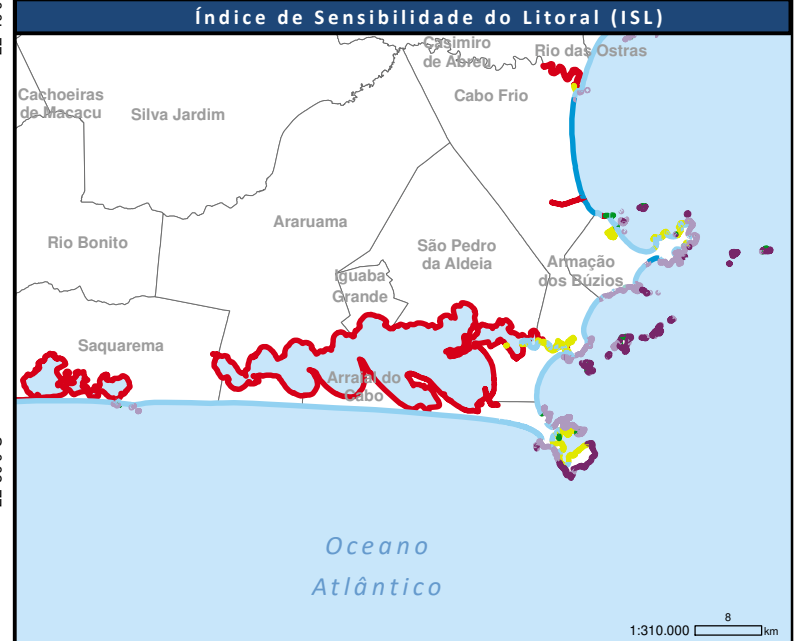 Índice de Sensibilidade do Litoral (ISL)
Casimiro
de Abreu
Rio das Ostras
Cachoeiras
de Macacu
Silva Jardim
Cabo Frio
Araruama
Rio Bonito
São Pedro
da Aldeia
Armação
dos Búzios
Iguaba
Grande
Saquarema
Arraial do
Cabo
Oceano
Atlântico
8
1:310.000
km